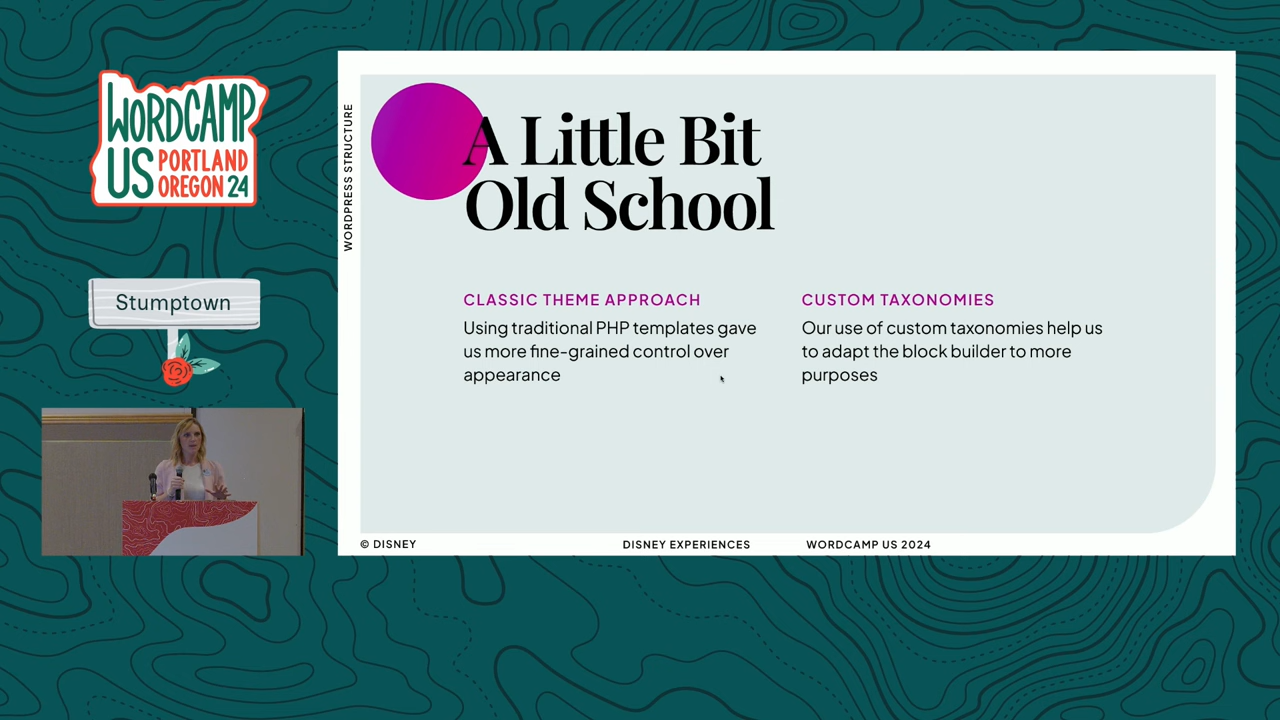 WORDCAMP
US PORTLAND
OREGON 24
Stumptown
WORDPRESS STRUCTURE
A Little Bit
Old School
CLASSIC THEME APPROACH
Using traditional PHP templates gave
us more fine-grained control over
appearance
CUSTOM TAXONOMIES
Our use of custom taxonomies help us
to adapt the block builder to more
purposes
© DISNEY
DISNEY EXPERIENCES
WORDCAMP US 2024